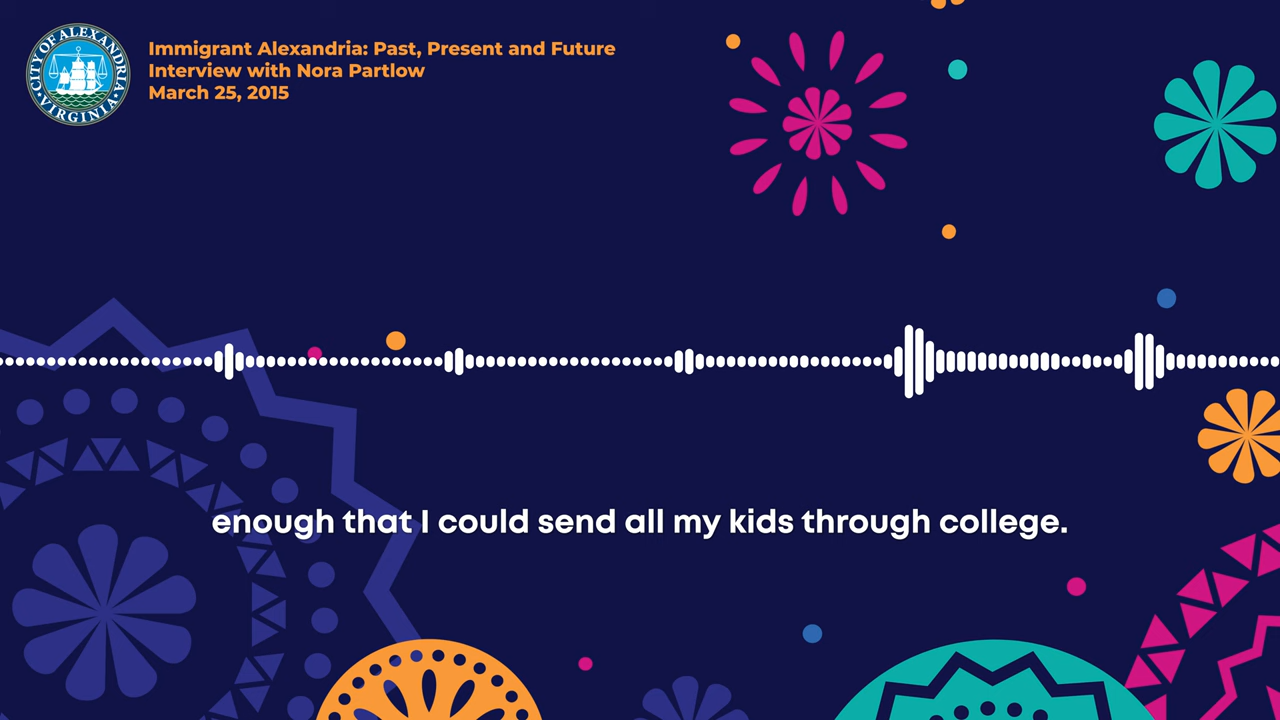 CITY OF ALEXANDRIA
VIRGINIA
Immigrant Alexandria: Past, Present and Future
Interview with Nora Partlow
March 25, 2015
enough that I could send all my kids through college.